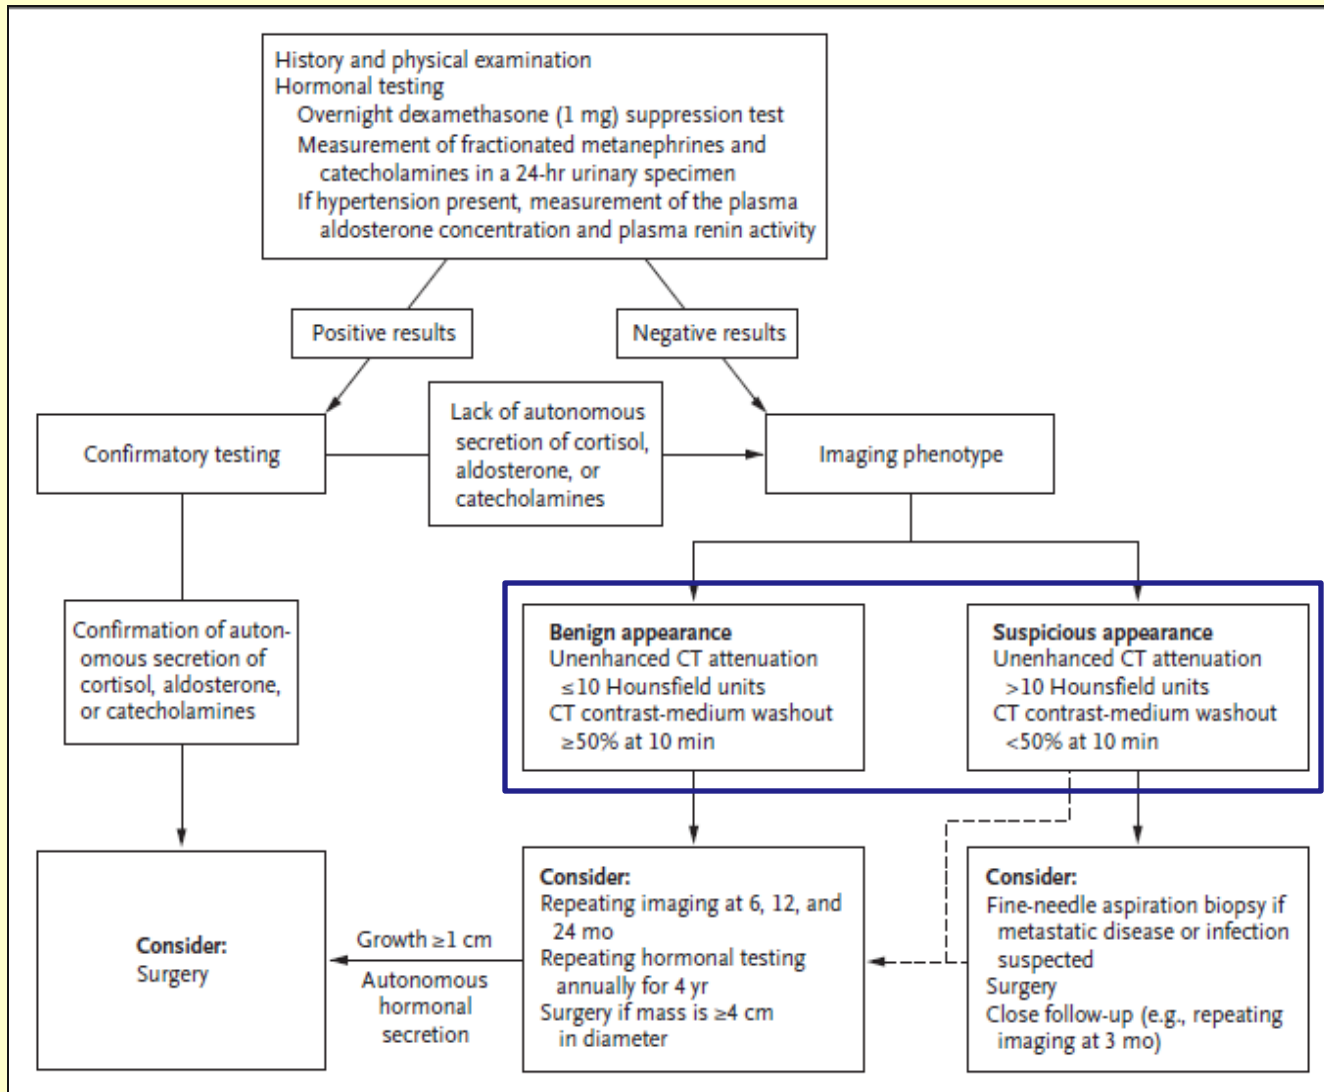 History and physical examination
Hormonal testing
Overnight dexamethasone (1 mg) suppression test
Measurement of fractionated metanephrines and
catecholamines in a 24-hr urinary specimen
If hypertension present, measurement of the plasma
aldosterone concentration and plasma renin activity
Positive results
Negative results
Confirmatory testing
Lack of autonomous
secretion of cortisol,
aldosterone, or
catecholamines
Imaging phenotype
Confirmation of auton-
omous secretion of
cortisol, aldosterone,
or catecholamines
Benign appearance
Unenhanced CT attenuation
≤10 Hounsfield units
CT contrast-medium washout
≥50% at 10 min
Suspicious appearance
Unenhanced CT attenuation
>10 Hounsfield units
CT contrast-medium washout
<50% at 10 min
Consider:
Surgery
Growth ≥1 cm
Autonomous
hormonal
secretion
Consider:
Repeating imaging at 6, 12, and
24 mo
Repeating hormonal testing
annually for 4 yr
Surgery if mass is ≥4 cm
in diameter
Consider:
Fine-needle aspiration biopsy if
metastatic disease or infection
suspected
Surgery
Close follow-up (e.g., repeating
imaging at 3 mo)